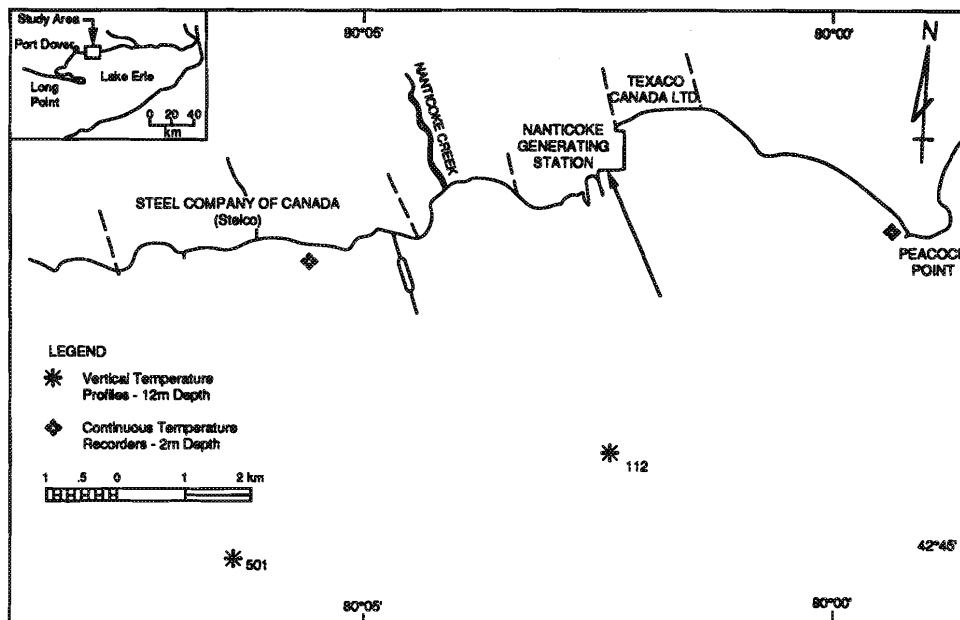 Study Area
Port Dover
Lake Erie
Long
Point
0 20 40
km
80°05'
80°00'
N
NANTICOKE CREEK
TEXACO
CANADA LTD.
NANTICOKE
GENERATING
STATION
STEEL COMPANY OF CANADA
(Stelco)
PEACOCK
POINT
LEGEND
Vertical Temperature
Profiles - 12m Depth
Continuous Temperature
Recorders - 2m Depth
1 .5 0 1 2 km
112
501
42°45'
80°05'
80°00'